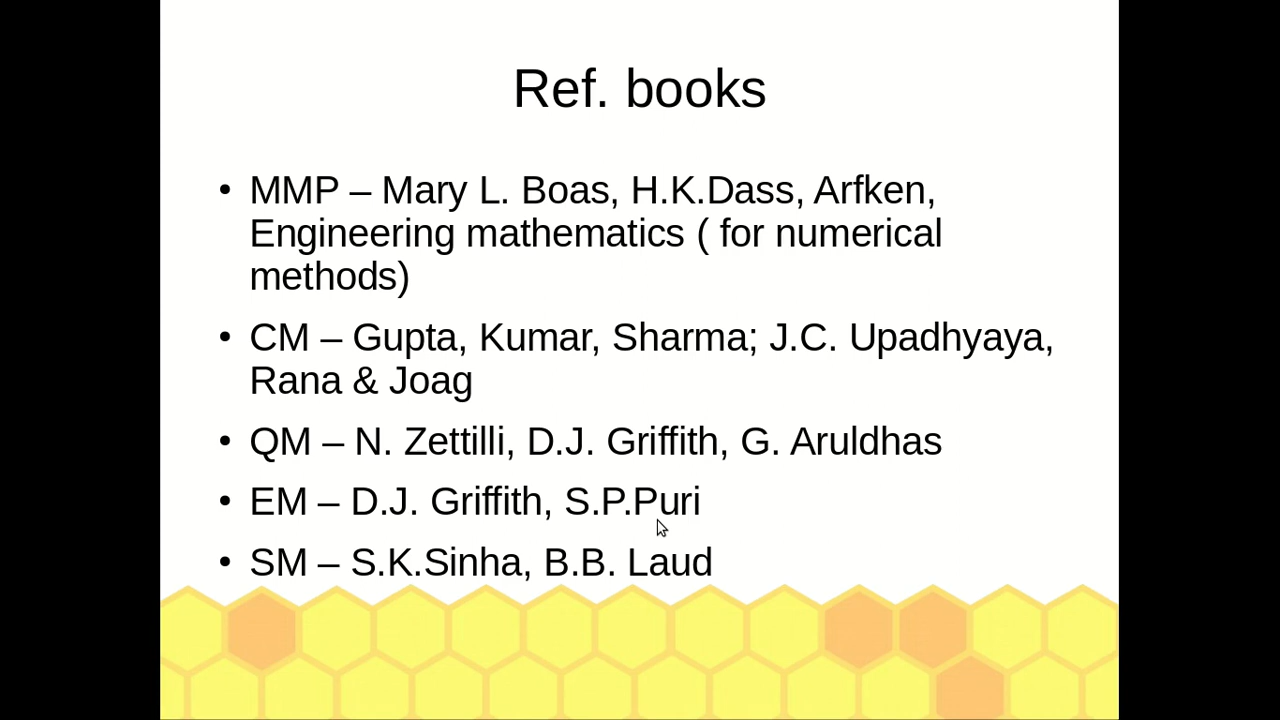 Ref. books
• MMP – Mary L. Boas, H.K.Dass, Arfken,
Engineering mathematics ( for numerical
methods)
• CM – Gupta, Kumar, Sharma; J.C. Upadhyaya,
Rana & Joag
• QM – N. Zettilli, D.J. Griffith, G. Aruldhas
• EM – D.J. Griffith, S.P.Puri
• SM – S.K.Sinha, B.B. Laud